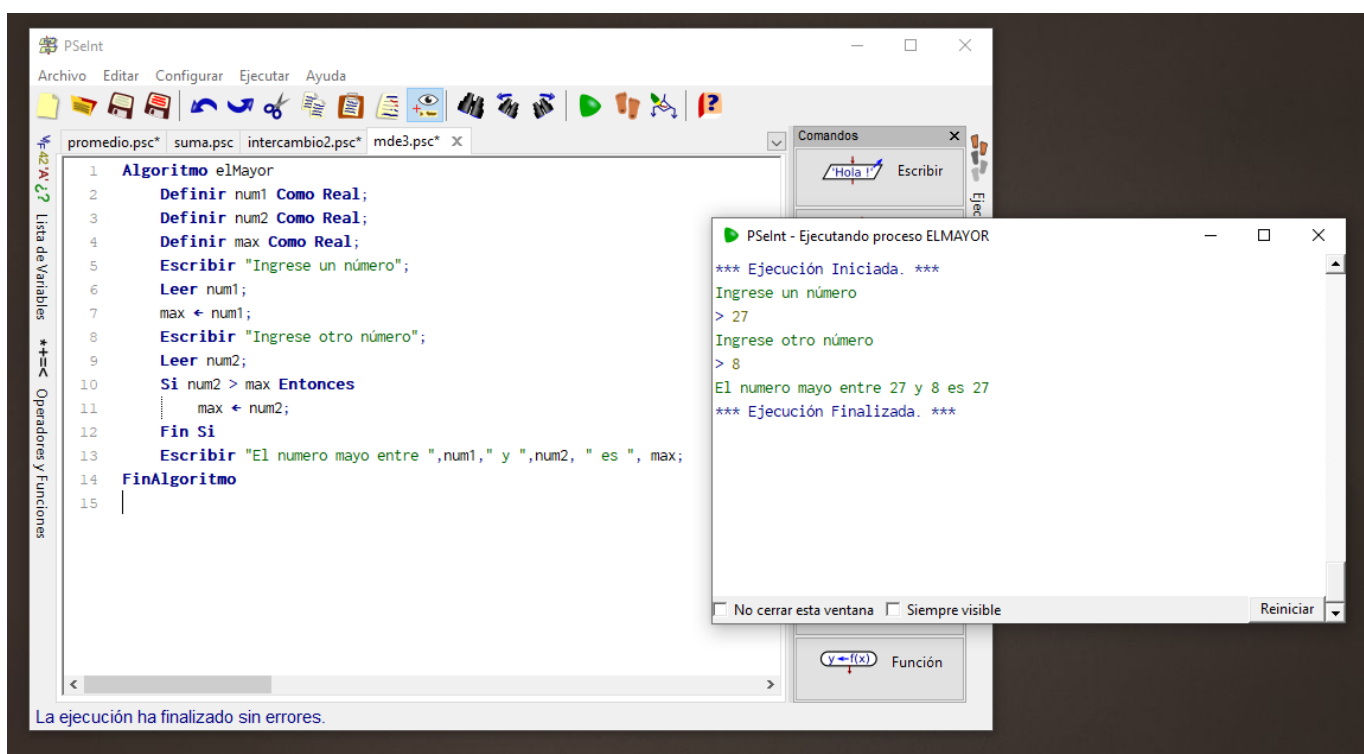 PSeInt
Archivo Editar Configurar Ejecutar Ayuda
promedio.psc* suma.psc intercambio2.psc* mde3.psc* X
Comandos
'Hola !' Escribir
42 'A' ¿? Lista de Variables
*+=< Operadores y Funciones
Ejec
1 Algoritmo elMayor
2 Definir num1 Como Real;
3 Definir num2 Como Real;
4 Definir max Como Real;
5 Escribir "Ingrese un número";
6 Leer num1;
7 max ← num1;
8 Escribir "Ingrese otro número";
9 Leer num2;
10 Si num2 > max Entonces
11 max ← num2;
12 Fin Si
13 Escribir "El numero mayo entre ",num1," y ",num2, " es ", max;
14 FinAlgoritmo
15
PSeInt - Ejecutando proceso ELMAYOR
*** Ejecución Iniciada. ***
Ingrese un número
> 27
Ingrese otro número
> 8
El numero mayo entre 27 y 8 es 27
*** Ejecución Finalizada. ***
No cerrar esta ventana Siempre visible Reiniciar
y←f(x) Función
La ejecución ha finalizado sin errores.